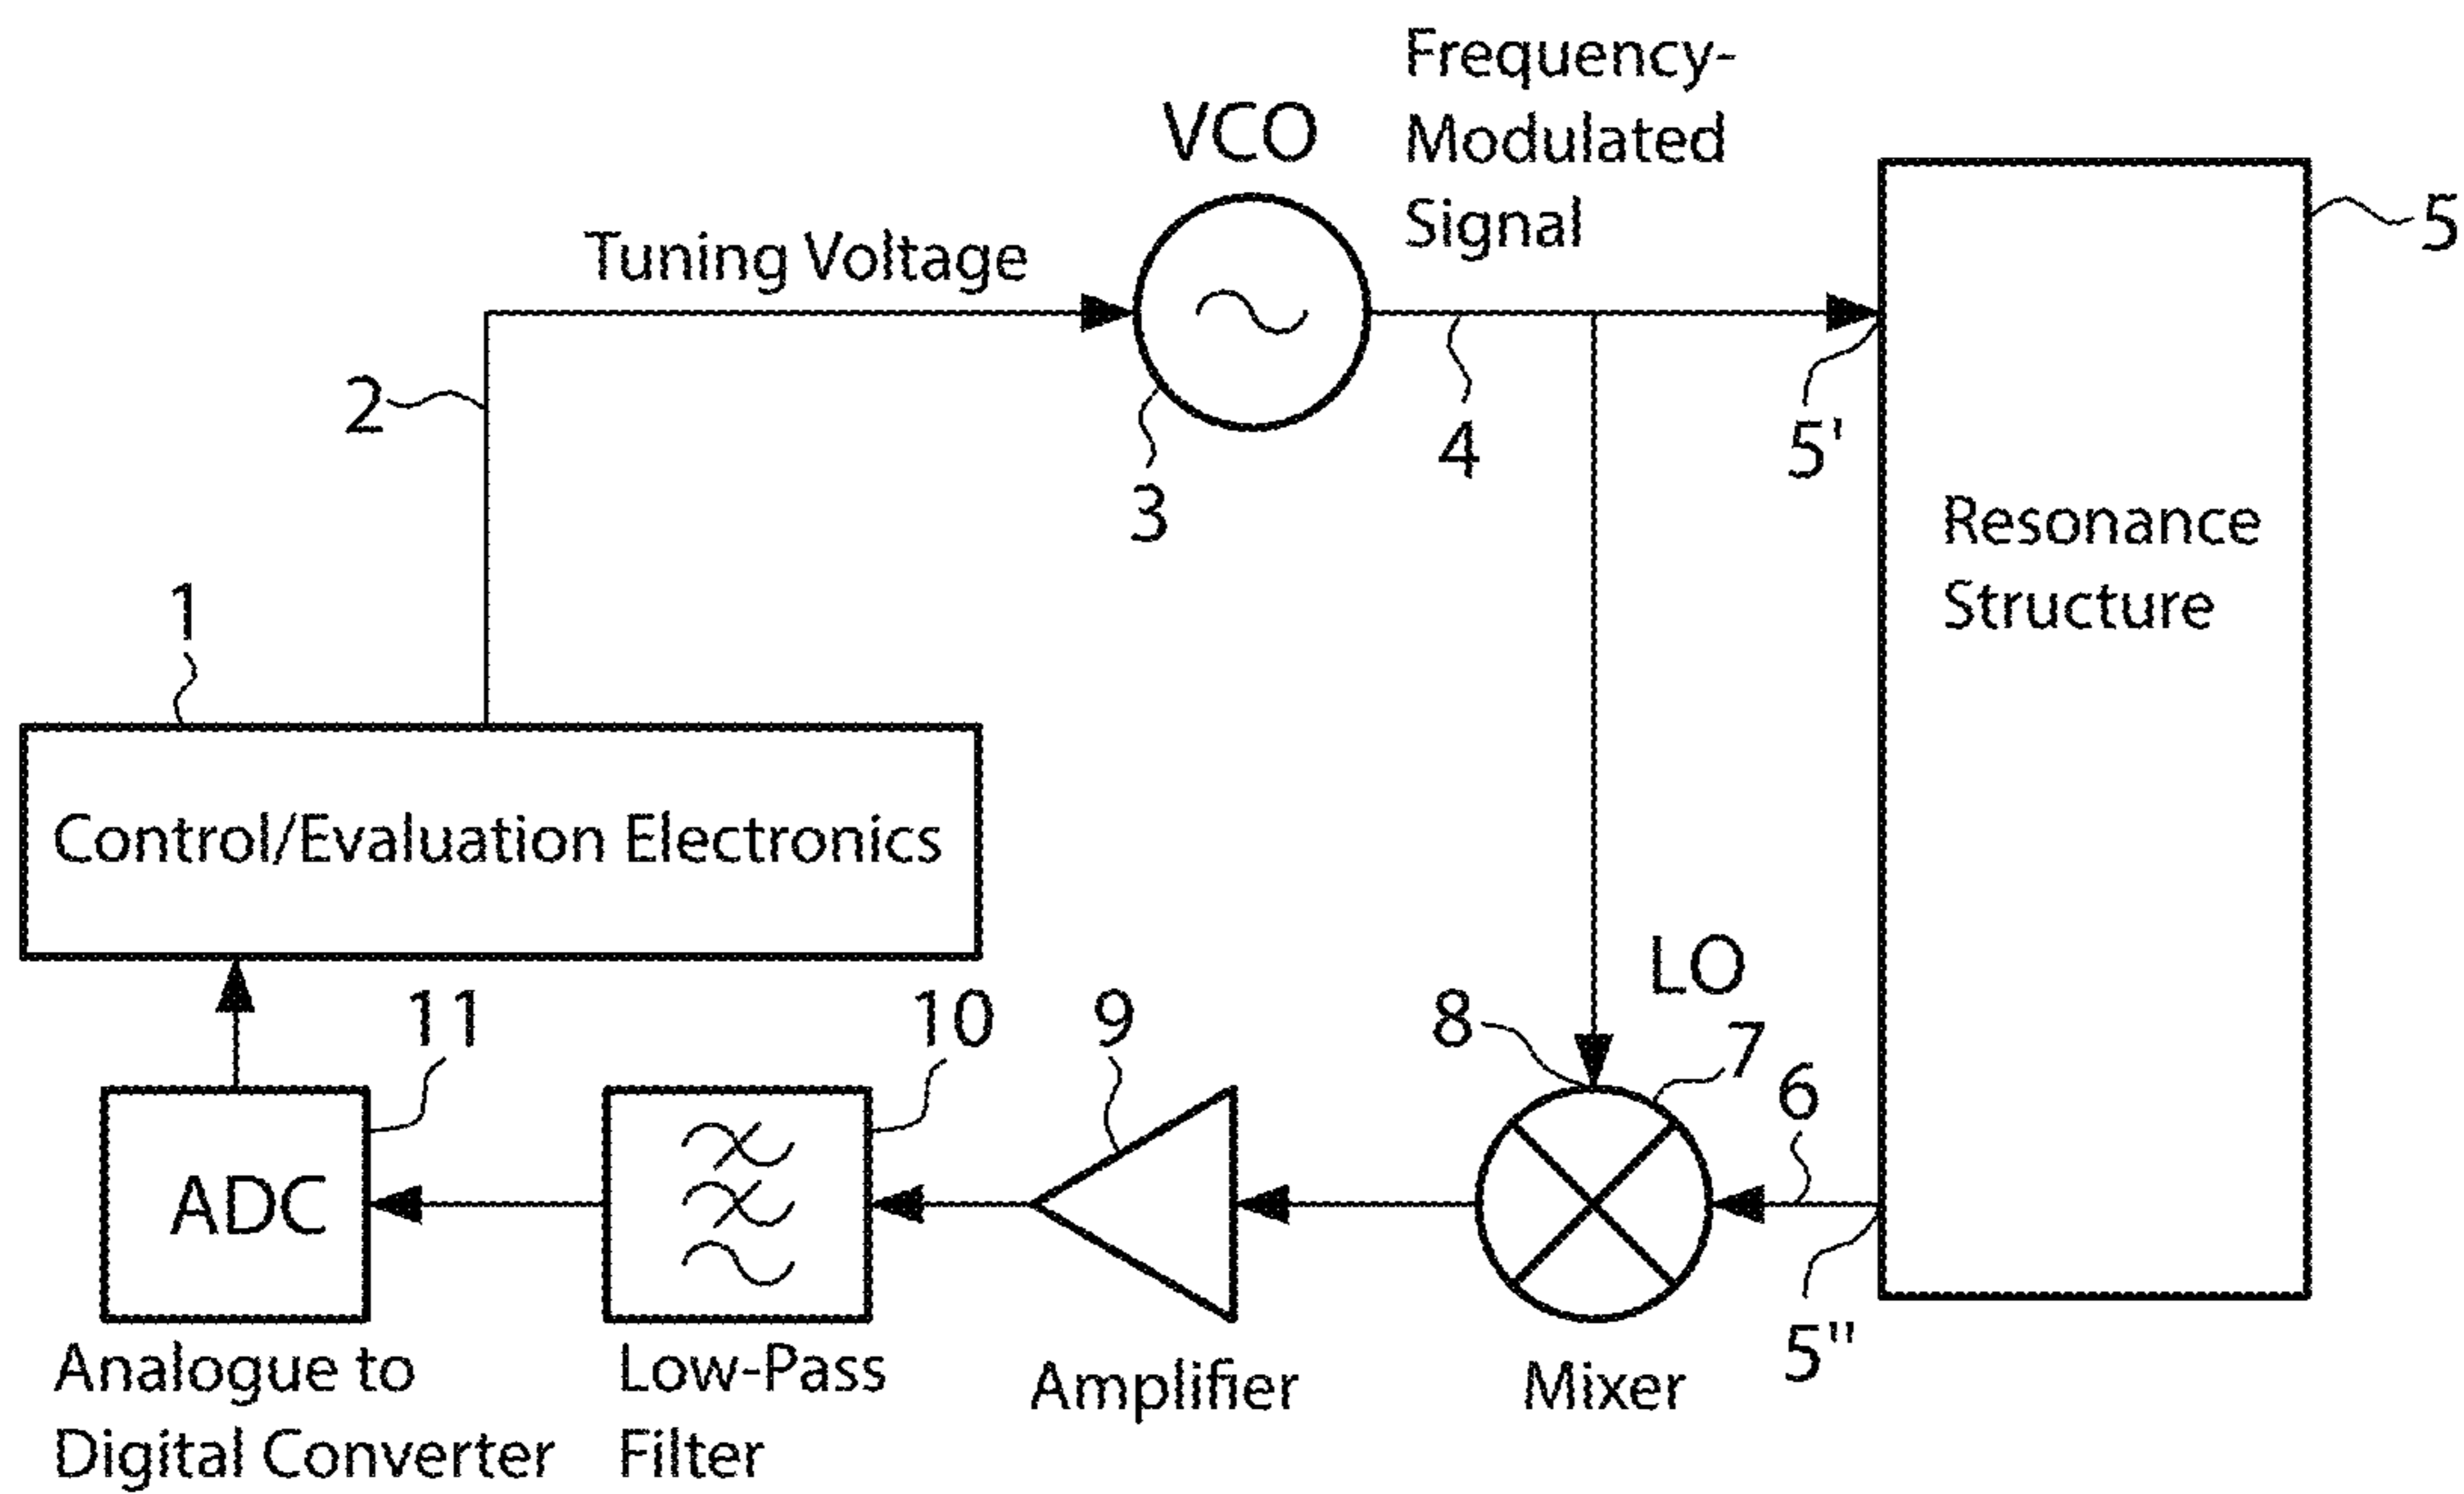 Frequency-
Modulated
Signal
VCO
Tuning Voltage
5
2
3
4
5'
Resonance
Structure
1
Control/Evaluation Electronics
LO
11
10
9
8
7
6
ADC
5"
Analogue to
Digital Converter
Low-Pass
Filter
Amplifier
Mixer